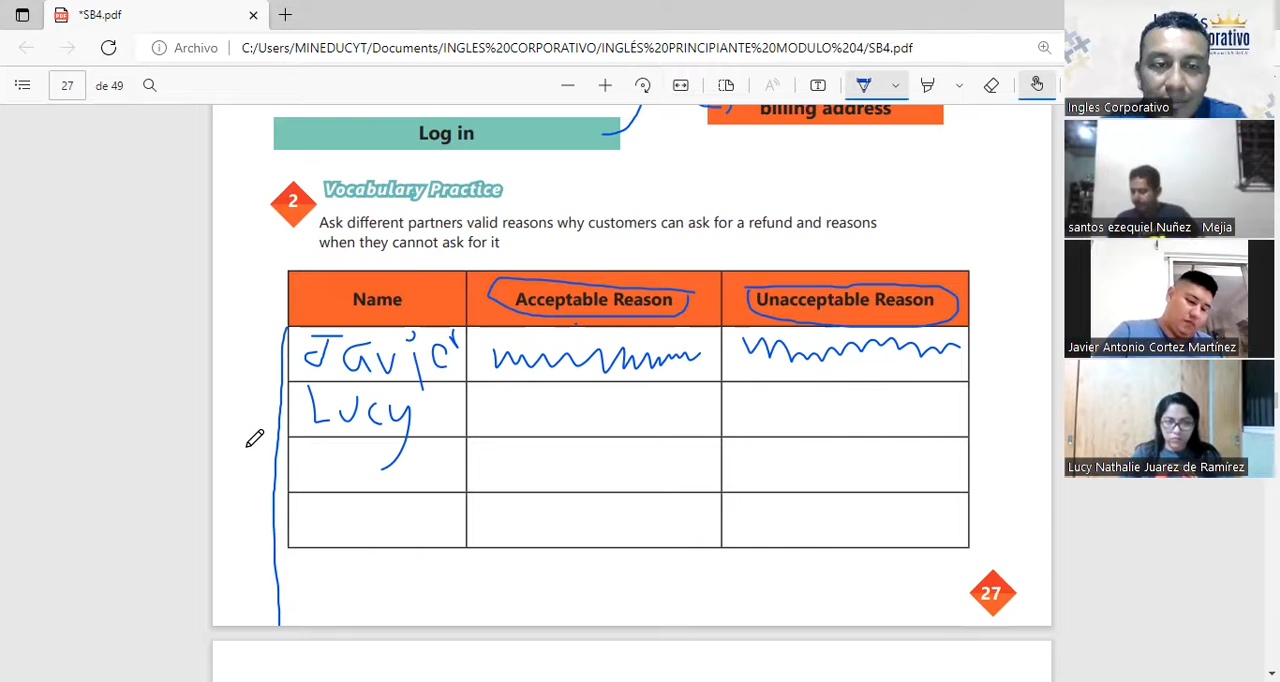 *SB4.pdf
Archivo
C:/Users/MINEDUCYT/Documents/INGLES%20CORPORATIVO/INGLÉS%20PRINCIPIANTE%20MODULO%204/SB4.pdf
27 de 49
billing address
Log in
2
Vocabulary Practice
Ask different partners valid reasons why customers can ask for a refund and reasons
when they cannot ask for it
Name Acceptable Reason Unacceptable Reason
Javier
Lucy
27
Ingles Corporativo
santos ezequiel Nuñez Mejia
Javier Antonio Cortez Martínez
Lucy Nathalie Juarez de Ramírez